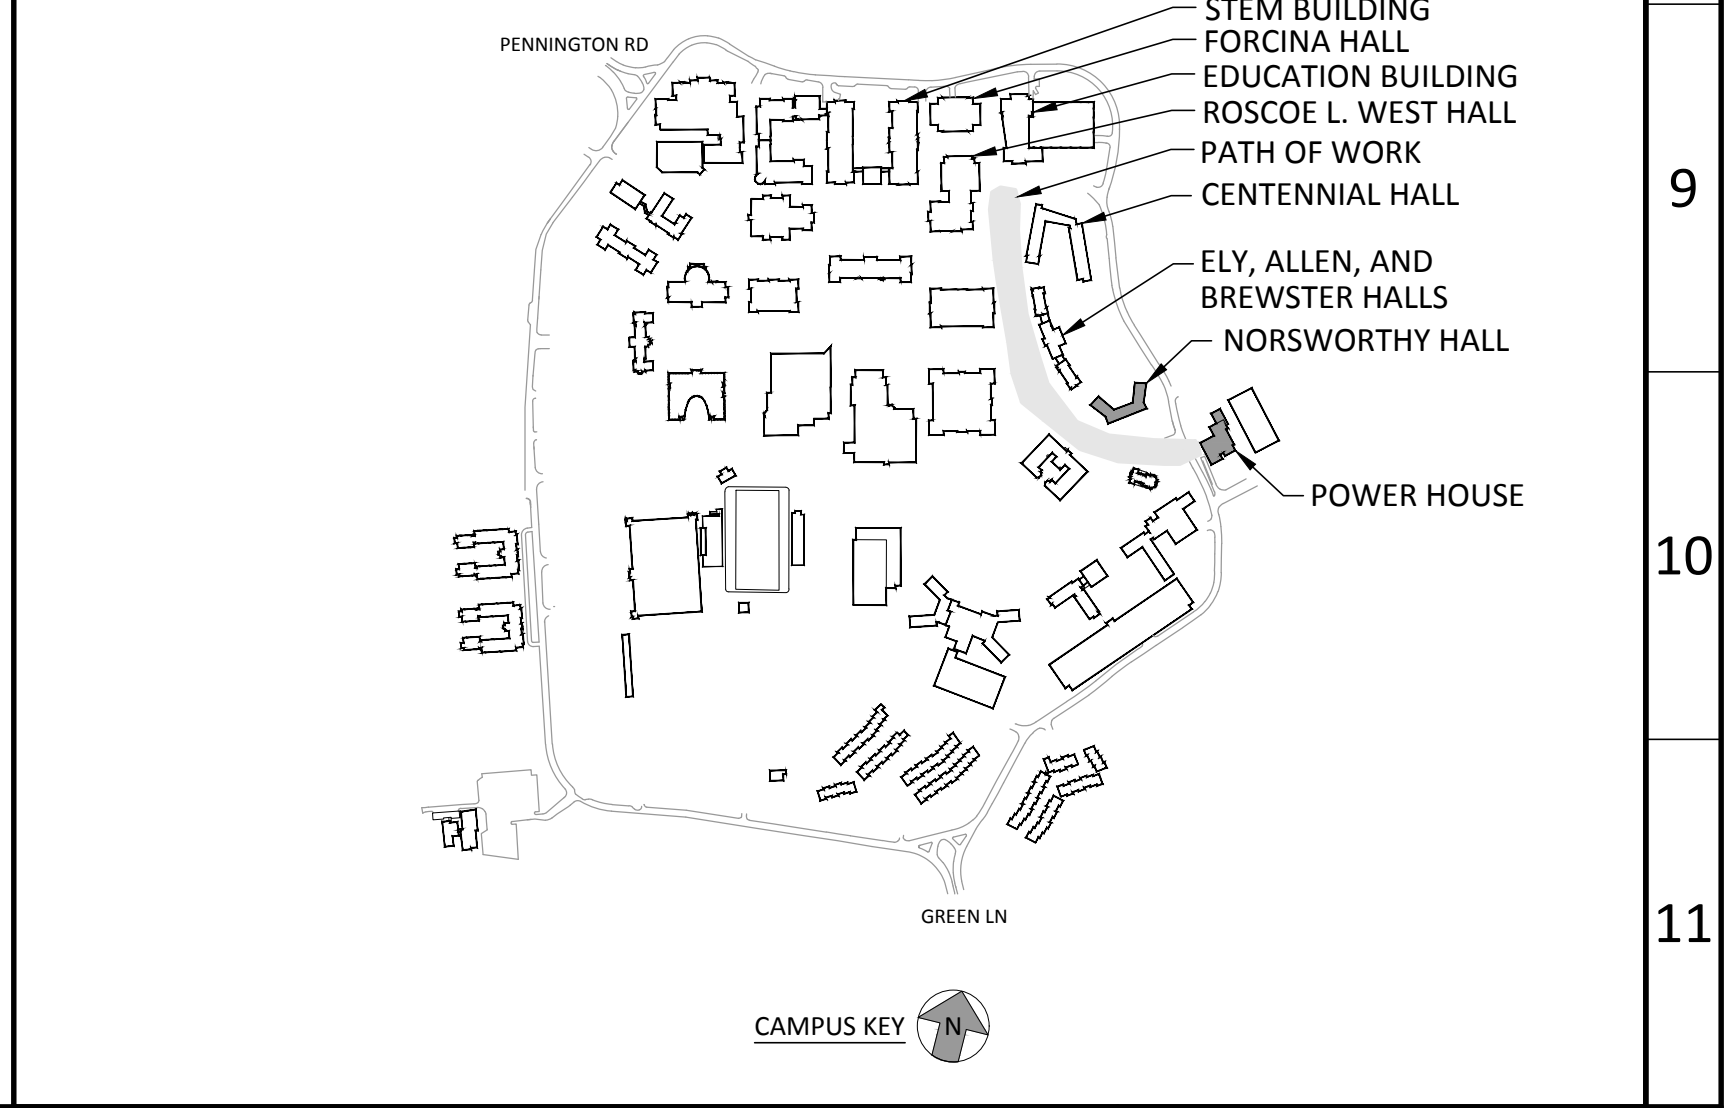 STEM BUILDING
PENNINGTON RD
FORCINA HALL
EDUCATION BUILDING
ROSCOE L. WEST HALL
PATH OF WORK
CENTENNIAL HALL
9
ELY, ALLEN, AND
BREWSTER HALLS
NORSWORTHY HALL
POWER HOUSE
10
GREEN LN
11
CAMPUS KEY
N